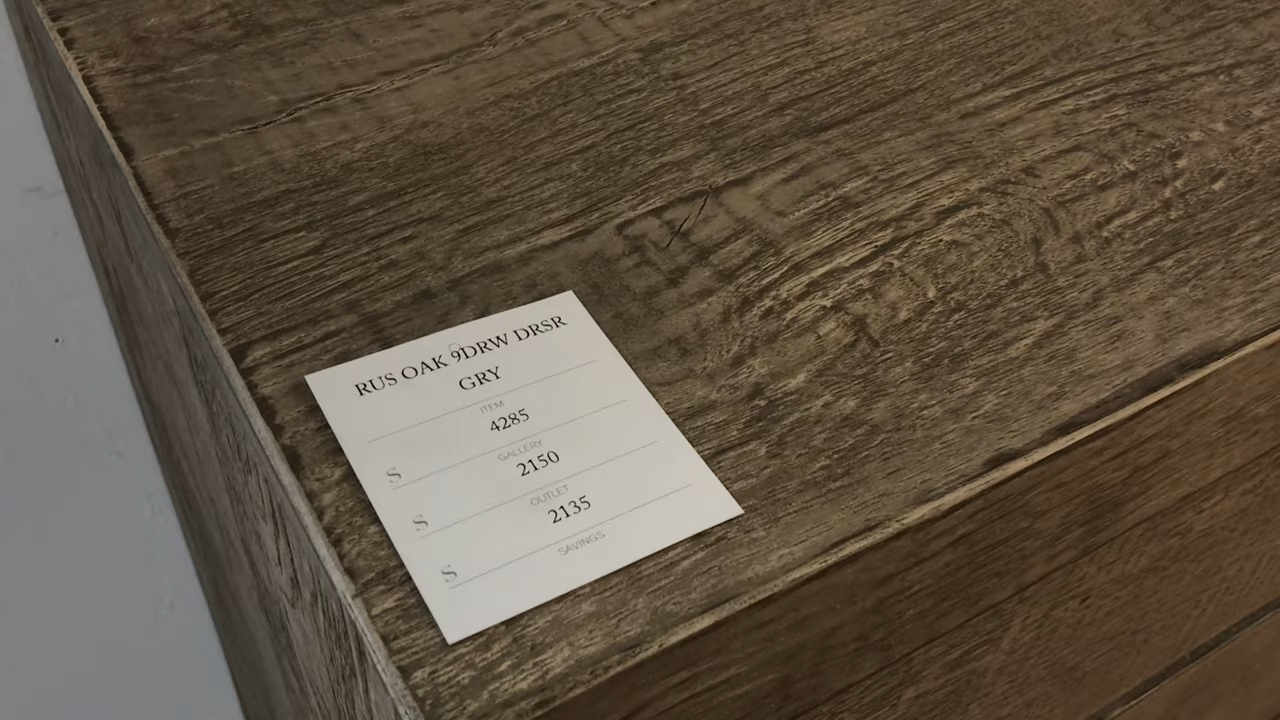 RUS OAK 9DRW DRSR
GRY
ITEM
4285
$
GALLERY
2150
$
OUTLET
2135
$
SAVINGS